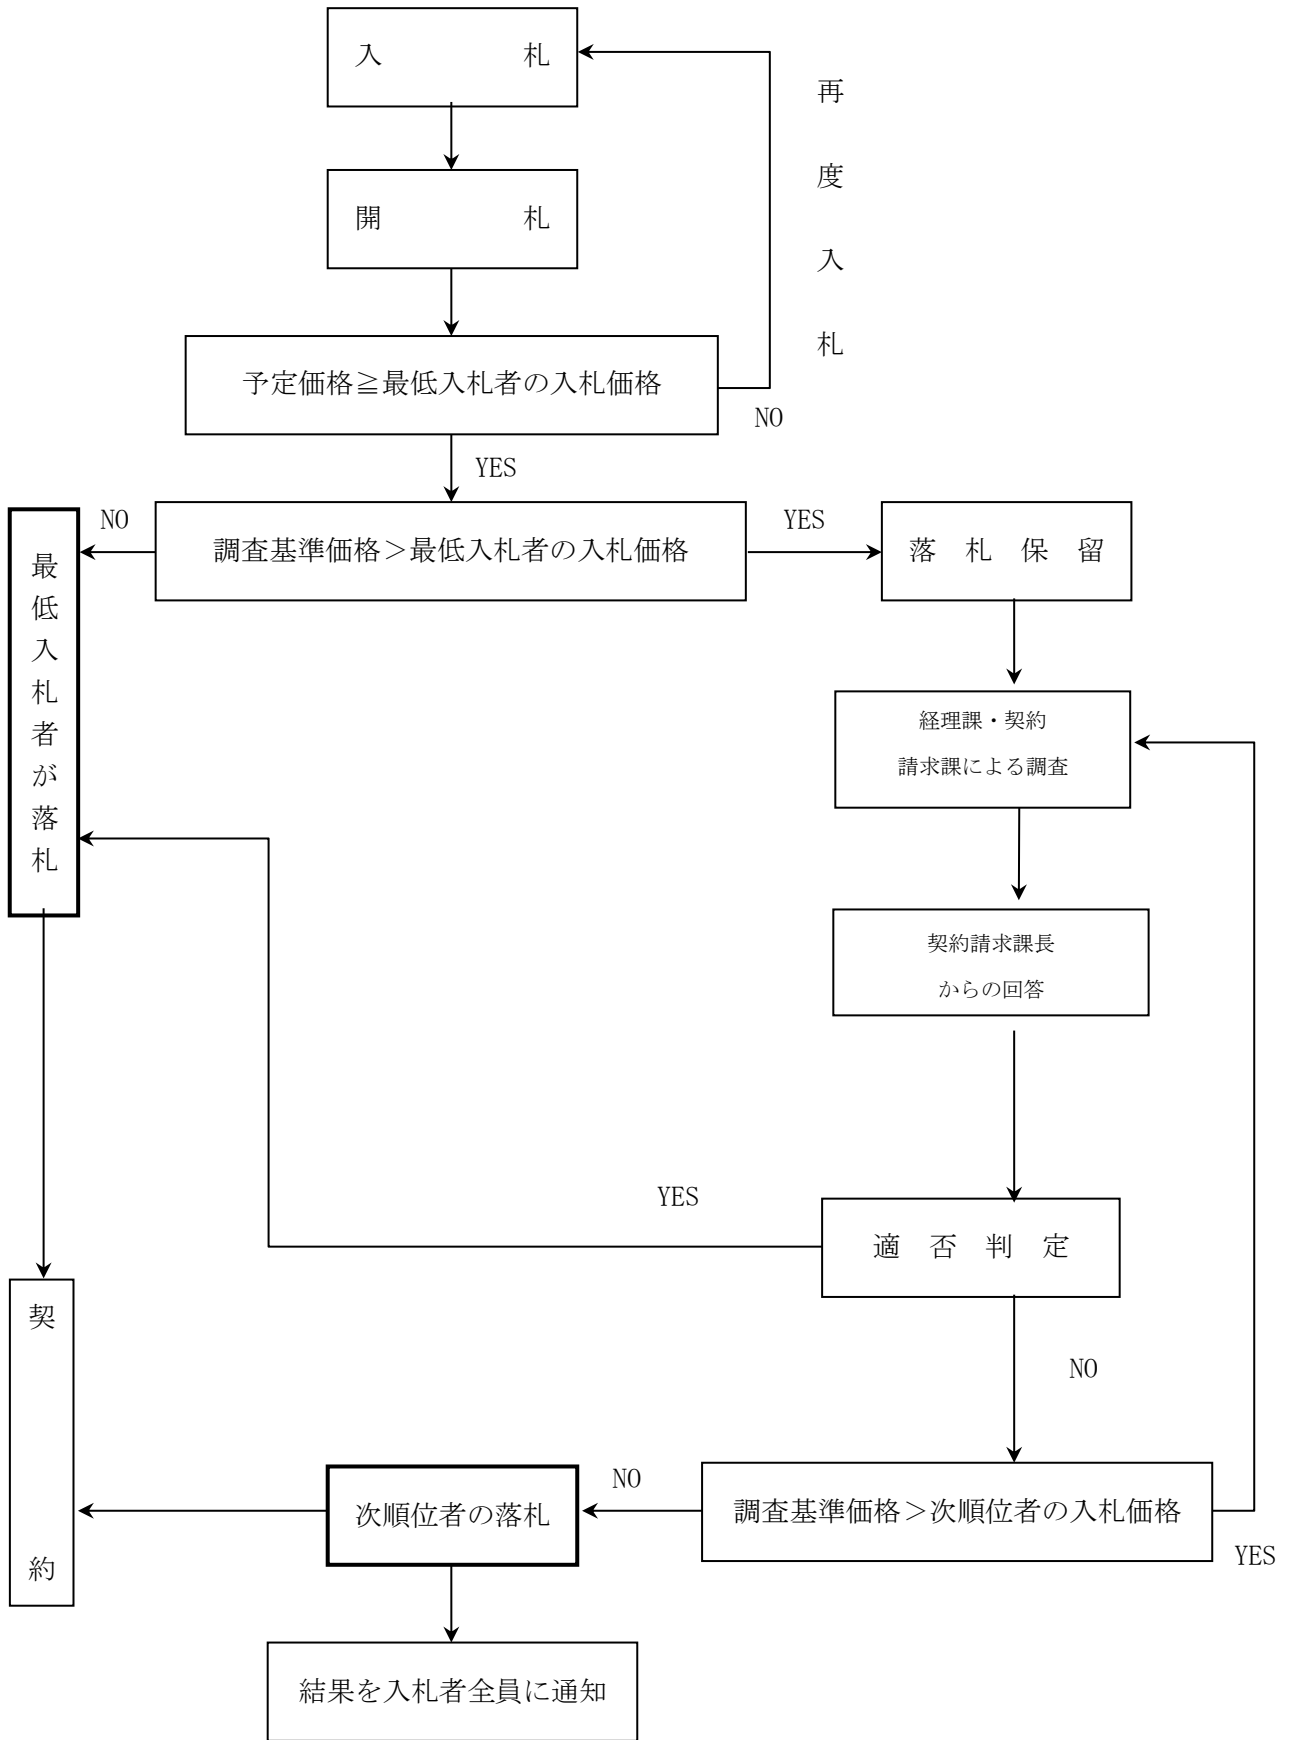 入　　　　　札
再度入札
開　　　　　札
予定価格≧最低入札者の入札価格
NO
YES
NO
調査基準価格＞最低入札者の入札価格
YES
落　札　保　留
最低入札者が落札
経理課・契約
請求課による調査
契約請求課長
からの回答
YES
適　否　判　定
NO
契　　　　　約
NO
次順位者の落札
調査基準価格＞次順位者の入札価格
YES
結果を入札者全員に通知